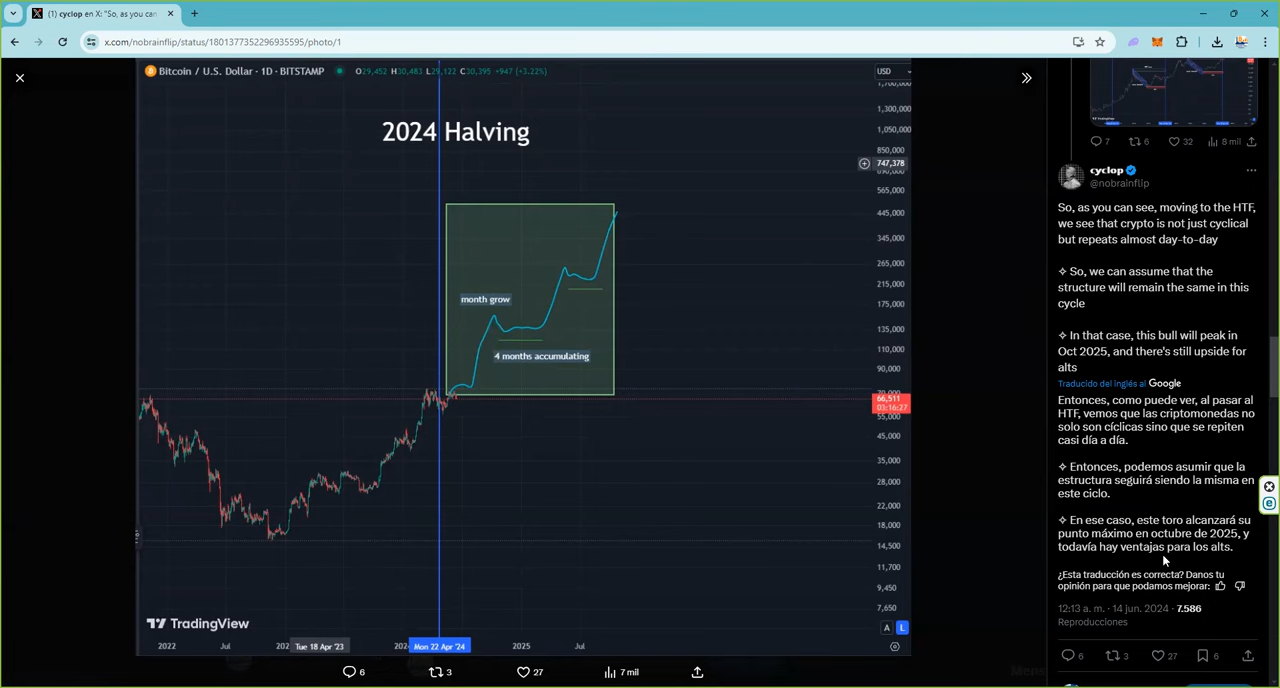 (1) cyclop en X: "So, as you can
x.com/nobrainflip/status/1801377352296935595/photo/1
Bitcoin / U.S. Dollar · 1D · BITSTAMP O29,452 H30,483 L29,122 C30,395 +947 (+3.22%)
USD
1,700,000
1,300,000
2024 Halving
1,050,000
850,000
747,378
690,000
565,000
445,000
345,000
265,000
215,000
175,000
month grow
135,000
110,000
4 months accumulating
90,000
70,000
66,511
03:16:27
55,000
45,000
35,000
28,000
22,000
18,000
14,500
11,700
9,450
7,650
TradingView
A L
2022 Jul 202 Tue 18 Apr '23 202 Mon 22 Apr '24 2025 Jul
6 3 27 7 mil
7 6 32 8 mil
cyclop
@nobrainflip
So, as you can see, moving to the HTF,
we see that crypto is not just cyclical
but repeats almost day-to-day
✧ So, we can assume that the
structure will remain the same in this
cycle
✧ In that case, this bull will peak in
Oct 2025, and there's still upside for
alts
Traducido del inglés al Google
Entonces, como puede ver, al pasar al
HTF, vemos que las criptomonedas no
solo son cíclicas sino que se repiten
casi día a día.
✧ Entonces, podemos asumir que la
estructura seguirá siendo la misma en
este ciclo.
✧ En ese caso, este toro alcanzará su
punto máximo en octubre de 2025, y
todavía hay ventajas para los alts.
¿Esta traducción es correcta? Danos tu
opinión para que podamos mejorar:
12:13 a. m. · 14 jun. 2024 · 7.586
Reproducciones
6 3 27 6